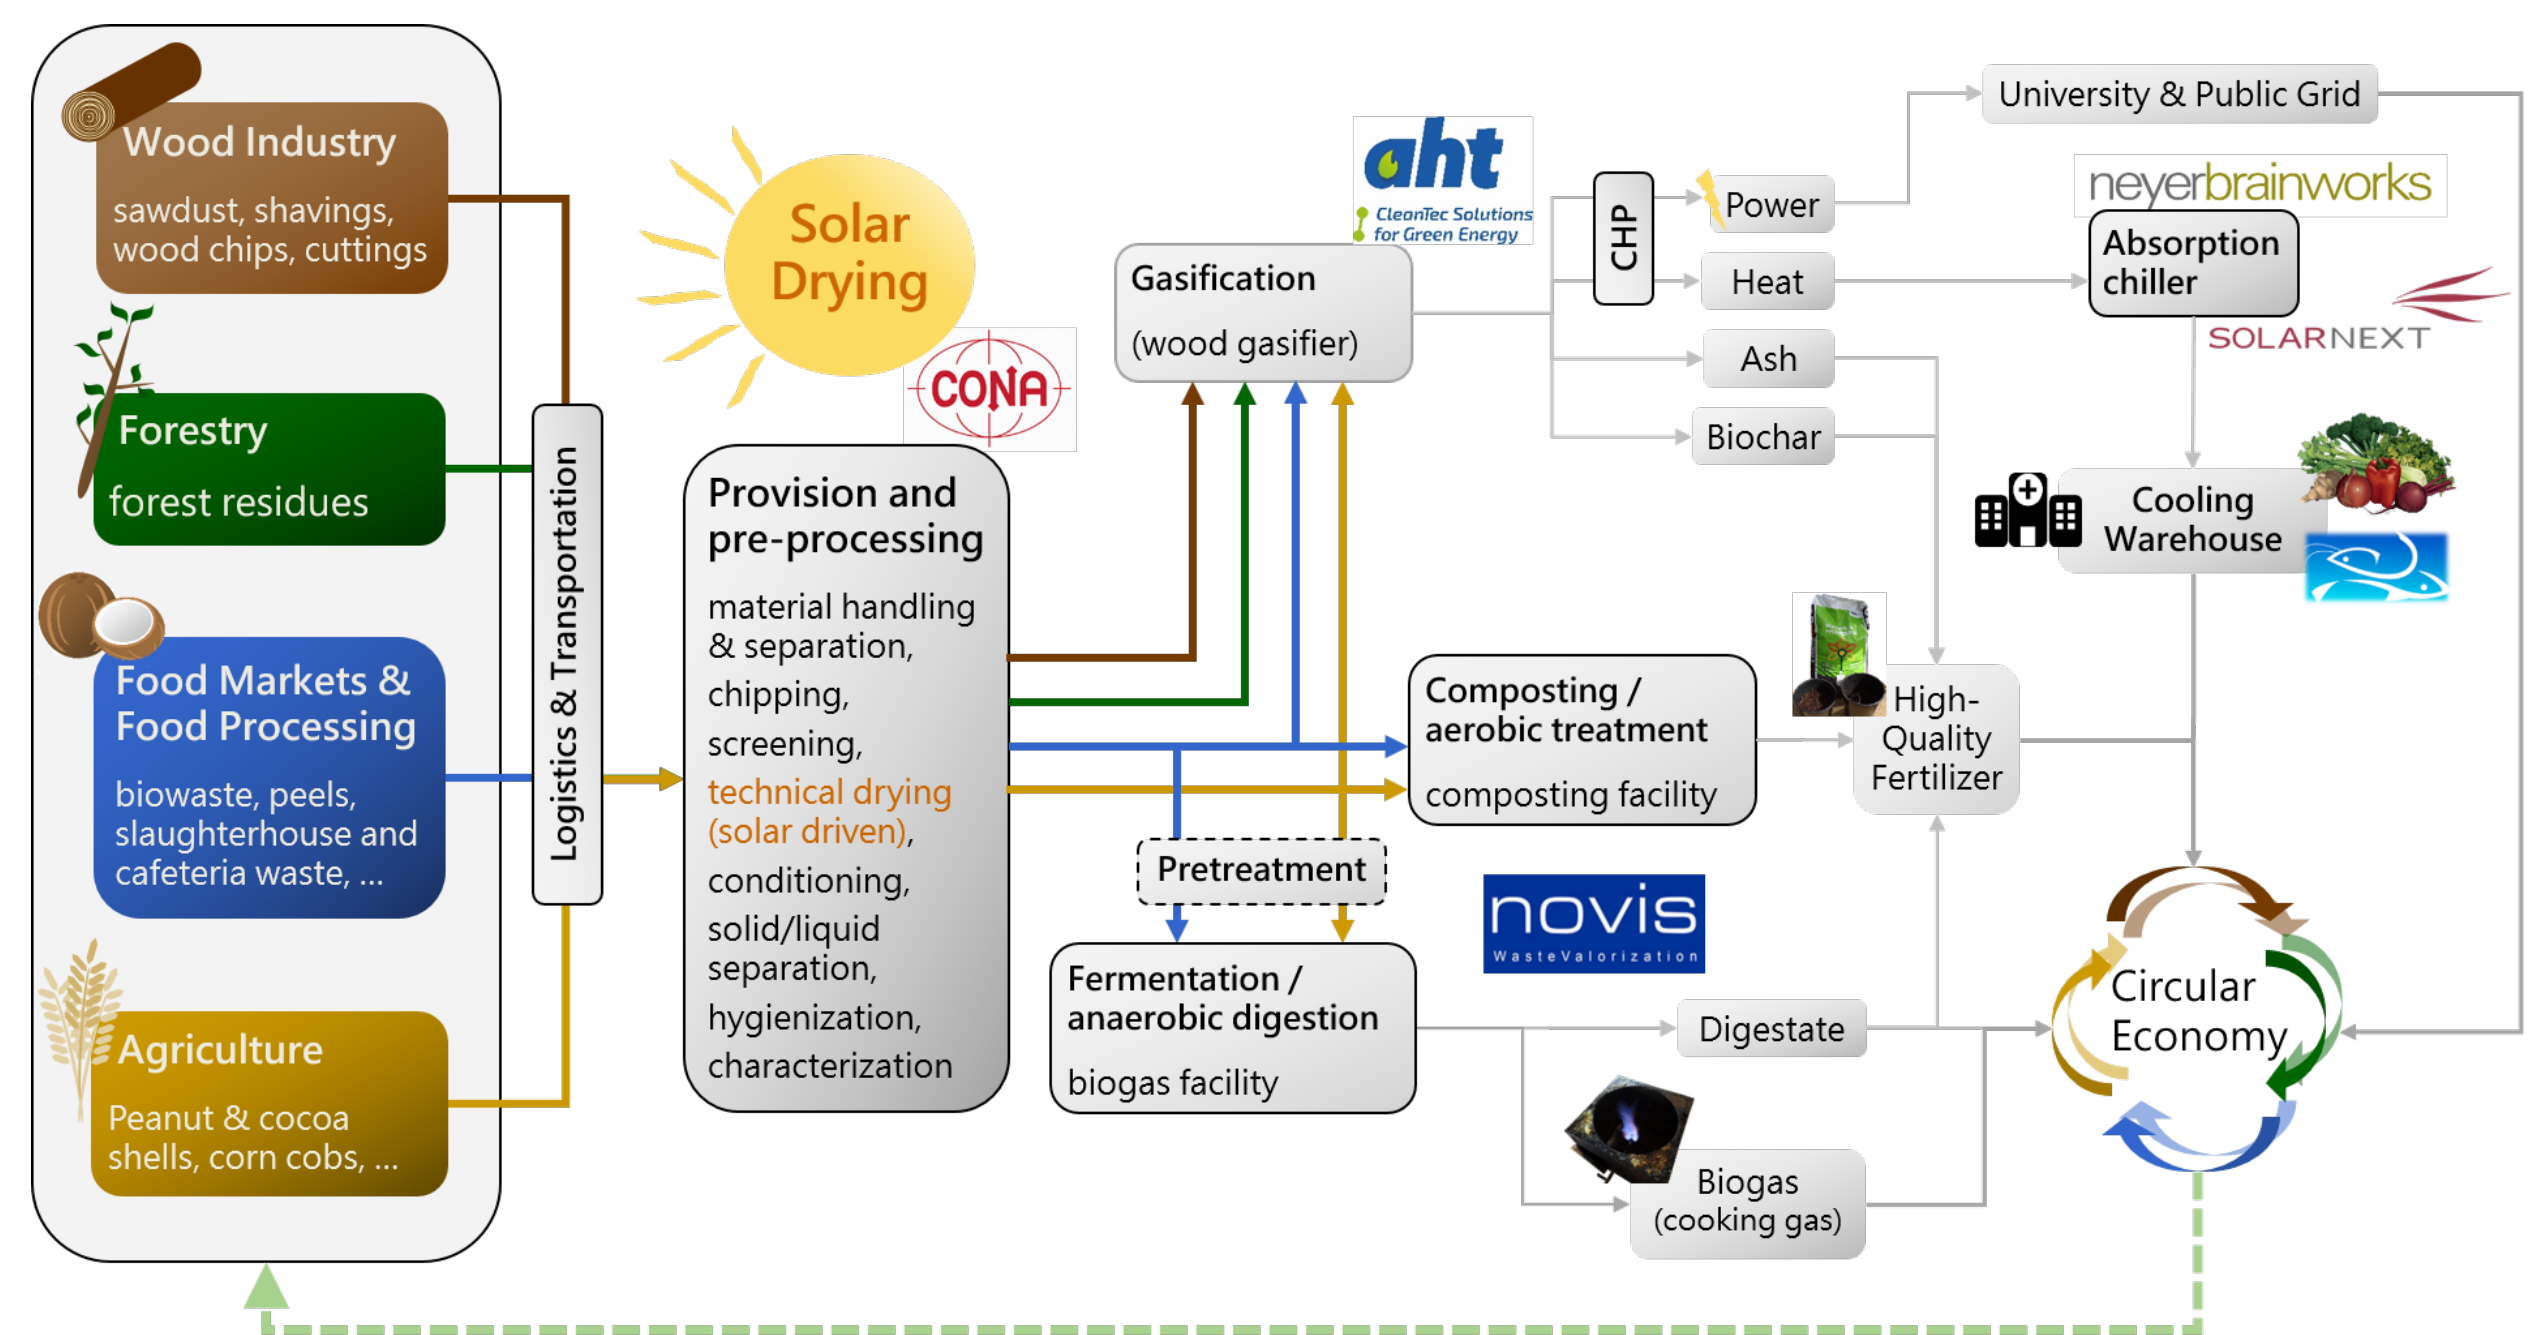 Wood Industry
sawdust, shavings,
wood chips, cuttings
Forestry
forest residues
Food Markets &
Food Processing
biowaste, peels,
slaughterhouse and
cafeteria waste, ...
Agriculture
Peanut & cocoa
shells, corn cobs, ...
Logistics & Transportation
Solar
Drying
CONA
Provision and
pre-processing
material handling
& separation,
chipping,
screening,
technical drying
(solar driven),
conditioning,
solid/liquid
separation,
hygienization,
characterization
aht
CleanTec Solutions
for Green Energy
Gasification
(wood gasifier)
Composting /
aerobic treatment
composting facility
Pretreatment
novis
WasteValorization
Fermentation /
anaerobic digestion
biogas facility
CHP
Power
Heat
Ash
Biochar
High-
Quality
Fertilizer
Digestate
Biogas
(cooking gas)
University & Public Grid
neyerbrainworks
Absorption
chiller
SOLARNEXT
Cooling
Warehouse
Circular
Economy